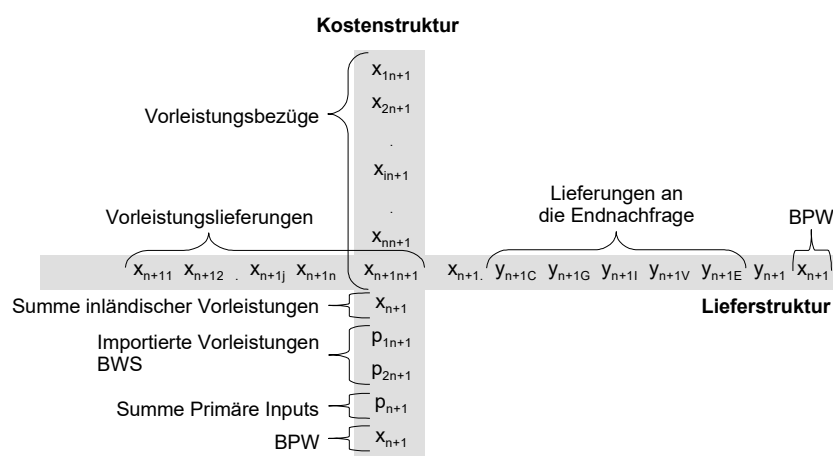 Kostenstruktur
x1n+1
x2n+1
Vorleistungsbezüge
.
xin+1
.
xnn+1
Vorleistungslieferungen
Lieferungen an
die Endnachfrage
BPW
xn+11 xn+12 . xn+1j xn+1n xn+1n+1 xn+1. yn+1C yn+1G yn+1I yn+1V yn+1E yn+1 xn+1
Summe inländischer Vorleistungen xn+1
Lieferstruktur
Importierte Vorleistungen p1n+1
BWS p2n+1
Summe Primäre Inputs pn+1
BPW xn+1